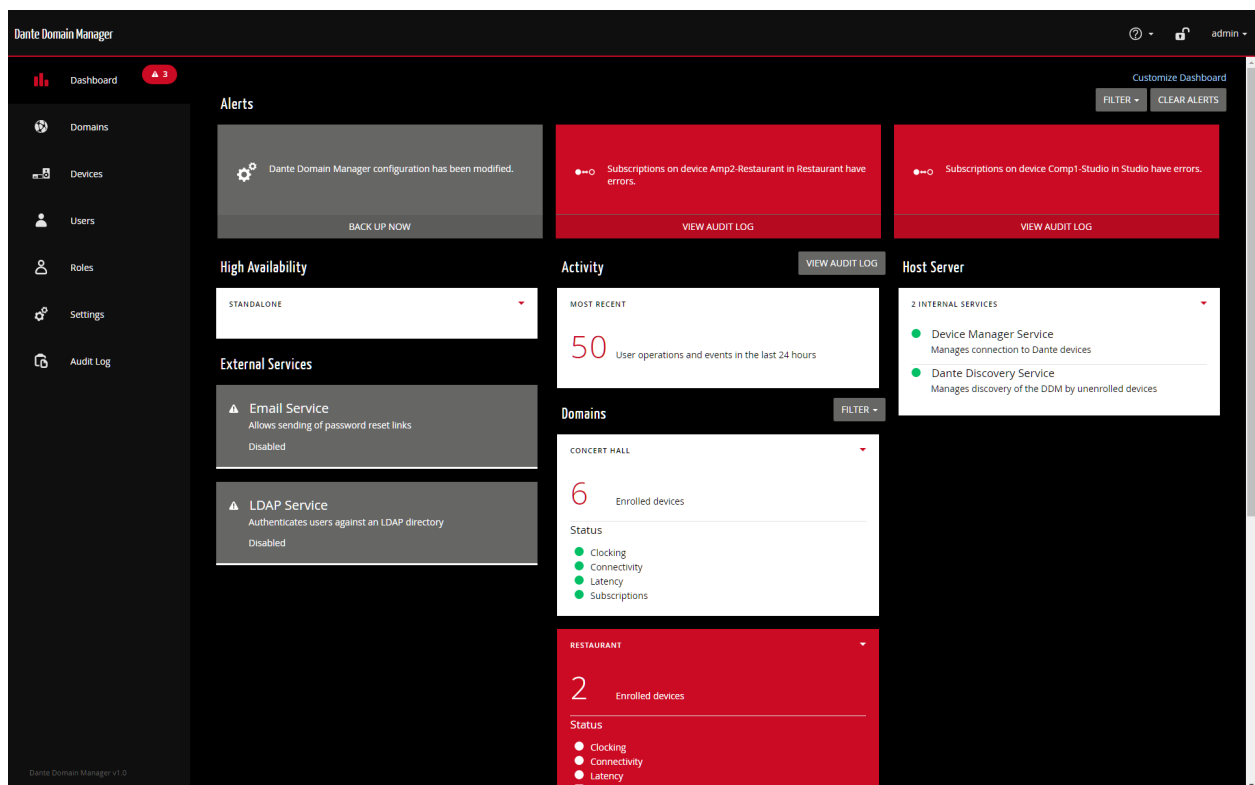 Dante Domain Manager
admin
Dashboard
3
Domains
Devices
Users
Roles
Settings
Audit Log
Dante Domain Manager v1.0
Customize Dashboard
Alerts
FILTER
CLEAR ALERTS
Dante Domain Manager configuration has been modified.
BACK UP NOW
Subscriptions on device Amp2-Restaurant in Restaurant have
errors.
VIEW AUDIT LOG
Subscriptions on device Comp1-Studio in Studio have errors.
VIEW AUDIT LOG
High Availability
STANDALONE
External Services
Email Service
Allows sending of password reset links
Disabled
LDAP Service
Authenticates users against an LDAP directory
Disabled
Activity
VIEW AUDIT LOG
MOST RECENT
50 User operations and events in the last 24 hours
Domains
FILTER
CONCERT HALL
6 Enrolled devices
Status
Clocking
Connectivity
Latency
Subscriptions
RESTAURANT
2 Enrolled devices
Status
Clocking
Connectivity
Latency
Host Server
2 INTERNAL SERVICES
Device Manager Service
Manages connection to Dante devices
Dante Discovery Service
Manages discovery of the DDM by unenrolled devices